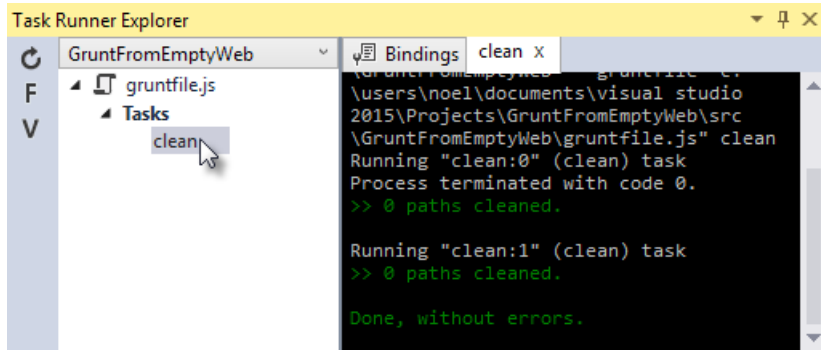 Task Runner Explorer
GruntFromEmptyWeb
Bindings
clean x
F
V
gruntfile.js
Tasks
clean
\GruntFromEmptyWeb
gruntfile
\users\noel\documents\visual studio
2015\Projects\GruntFromEmptyWeb\src
\GruntFromEmptyWeb\gruntfile.js" clean
Running "clean:0" (clean) task
Process terminated with code 0.
>> 0 paths cleaned.
Running "clean:1" (clean) task
>> 0 paths cleaned.
Done, without errors.